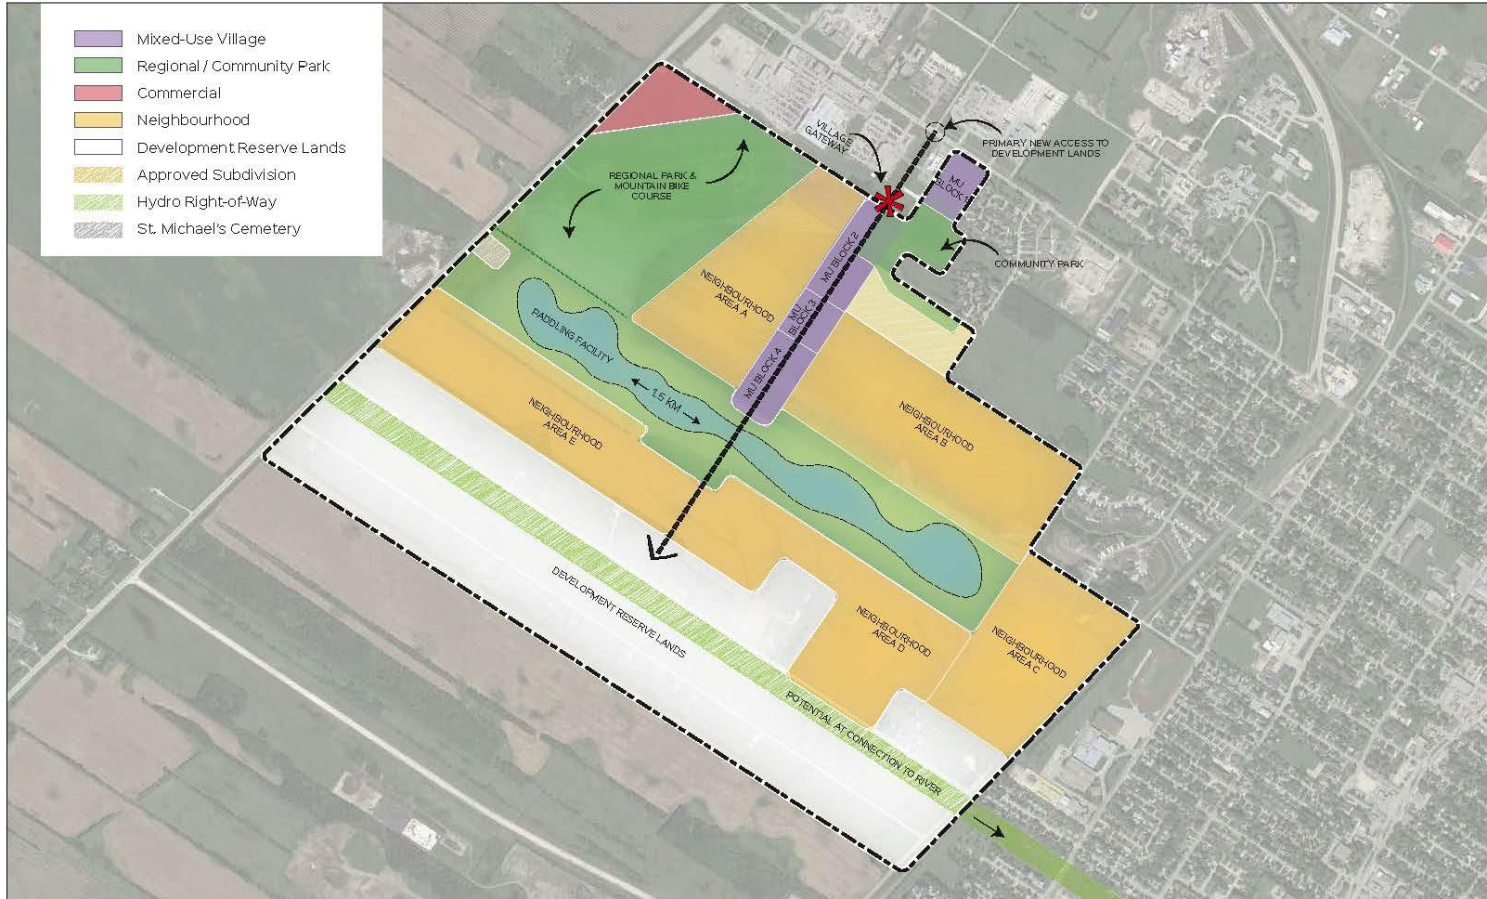 Mixed-Use Village
Regional / Community Park
Commercial
Neighbourhood
Development Reserve Lands
Approved Subdivision
Hydro Right-of-Way
St. Michael's Cemetery
VILLAGE
GATEWAY
PRIMARY NEW ACCESS TO
DEVELOPMENT LANDS
MU
BLOCK 1
REGIONAL PARK &
MOUNTAIN BIKE
COURSE
COMMUNITY PARK
MU BLOCK 2
NEIGHBOURHOOD
AREA A
MU
BLOCK 3
PADDLING FACILITY
MU BLOCK 4
1.5 KM
NEIGHBOURHOOD
AREA B
NEIGHBOURHOOD
AREA E
DEVELOPMENT RESERVE LANDS
NEIGHBOURHOOD
AREA D
NEIGHBOURHOOD
AREA C
POTENTIAL AT CONNECTION TO RIVER